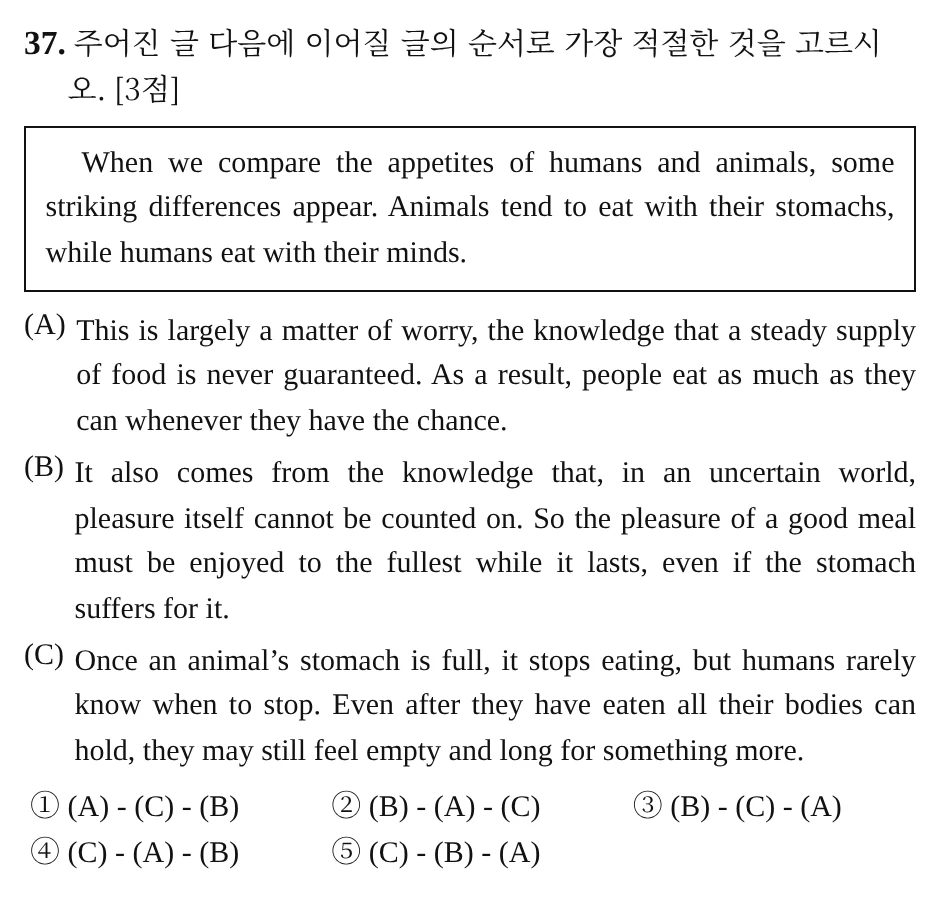 37. 주어진 글 다음에 이어질 글의 순서로 가장 적절한 것을 고르시
오. [3점]
When we compare the appetites of humans and animals, some
striking differences appear. Animals tend to eat with their stomachs,
while humans eat with their minds.
(A) This is largely a matter of worry, the knowledge that a steady supply
of food is never guaranteed. As a result, people eat as much as they
can whenever they have the chance.
(B) It also comes from the knowledge that, in an uncertain world,
pleasure itself cannot be counted on. So the pleasure of a good meal
must be enjoyed to the fullest while it lasts, even if the stomach
suffers for it.
(C) Once an animal’s stomach is full, it stops eating, but humans rarely
know when to stop. Even after they have eaten all their bodies can
hold, they may still feel empty and long for something more.
① (A) - (C) - (B) ② (B) - (A) - (C) ③ (B) - (C) - (A)
④ (C) - (A) - (B) ⑤ (C) - (B) - (A)